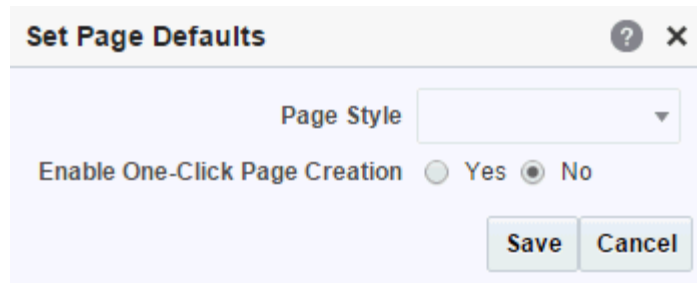 Set Page Defaults ? ×
Page Style
Enable One-Click Page Creation Yes No
Save Cancel